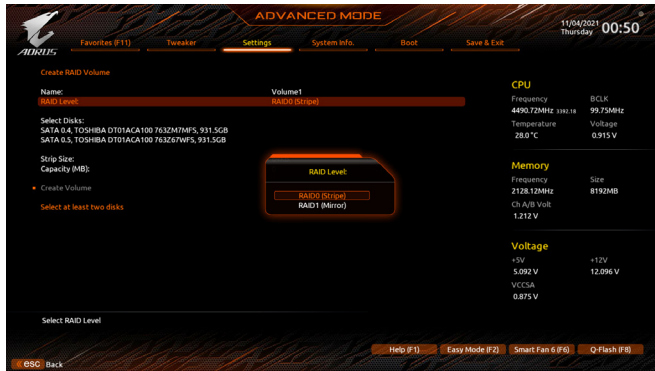 ADVANCED MODE
11/04/2021 Thursday 00:50
AORUS
Favorites (F11) Tweaker Settings System Info. Boot Save & Exit
Create RAID Volume
Name: Volume1
RAID Level: RAID0 (Stripe)
Select Disks:
SATA 0.4, TOSHIBA DT01ACA100 763ZM7MFS, 931.5GB
SATA 0.5, TOSHIBA DT01ACA100 763Z67WFS, 931.5GB
Strip Size:
Capacity (MB):
Create Volume
Select at least two disks
RAID Level:
RAID0 (Stripe)
RAID1 (Mirror)
CPU
Frequency BCLK
4490.72MHz 3392.18 99.75MHz
Temperature Voltage
28.0 °C 0.915 V
Memory
Frequency Size
2128.12MHz 8192MB
Ch A/B Volt
1.212 V
Voltage
+5V +12V
5.092 V 12.096 V
VCCSA
0.875 V
Select RAID Level
Help (F1) Easy Mode (F2) Smart Fan 6 (F6) Q-Flash (F8)
esc Back